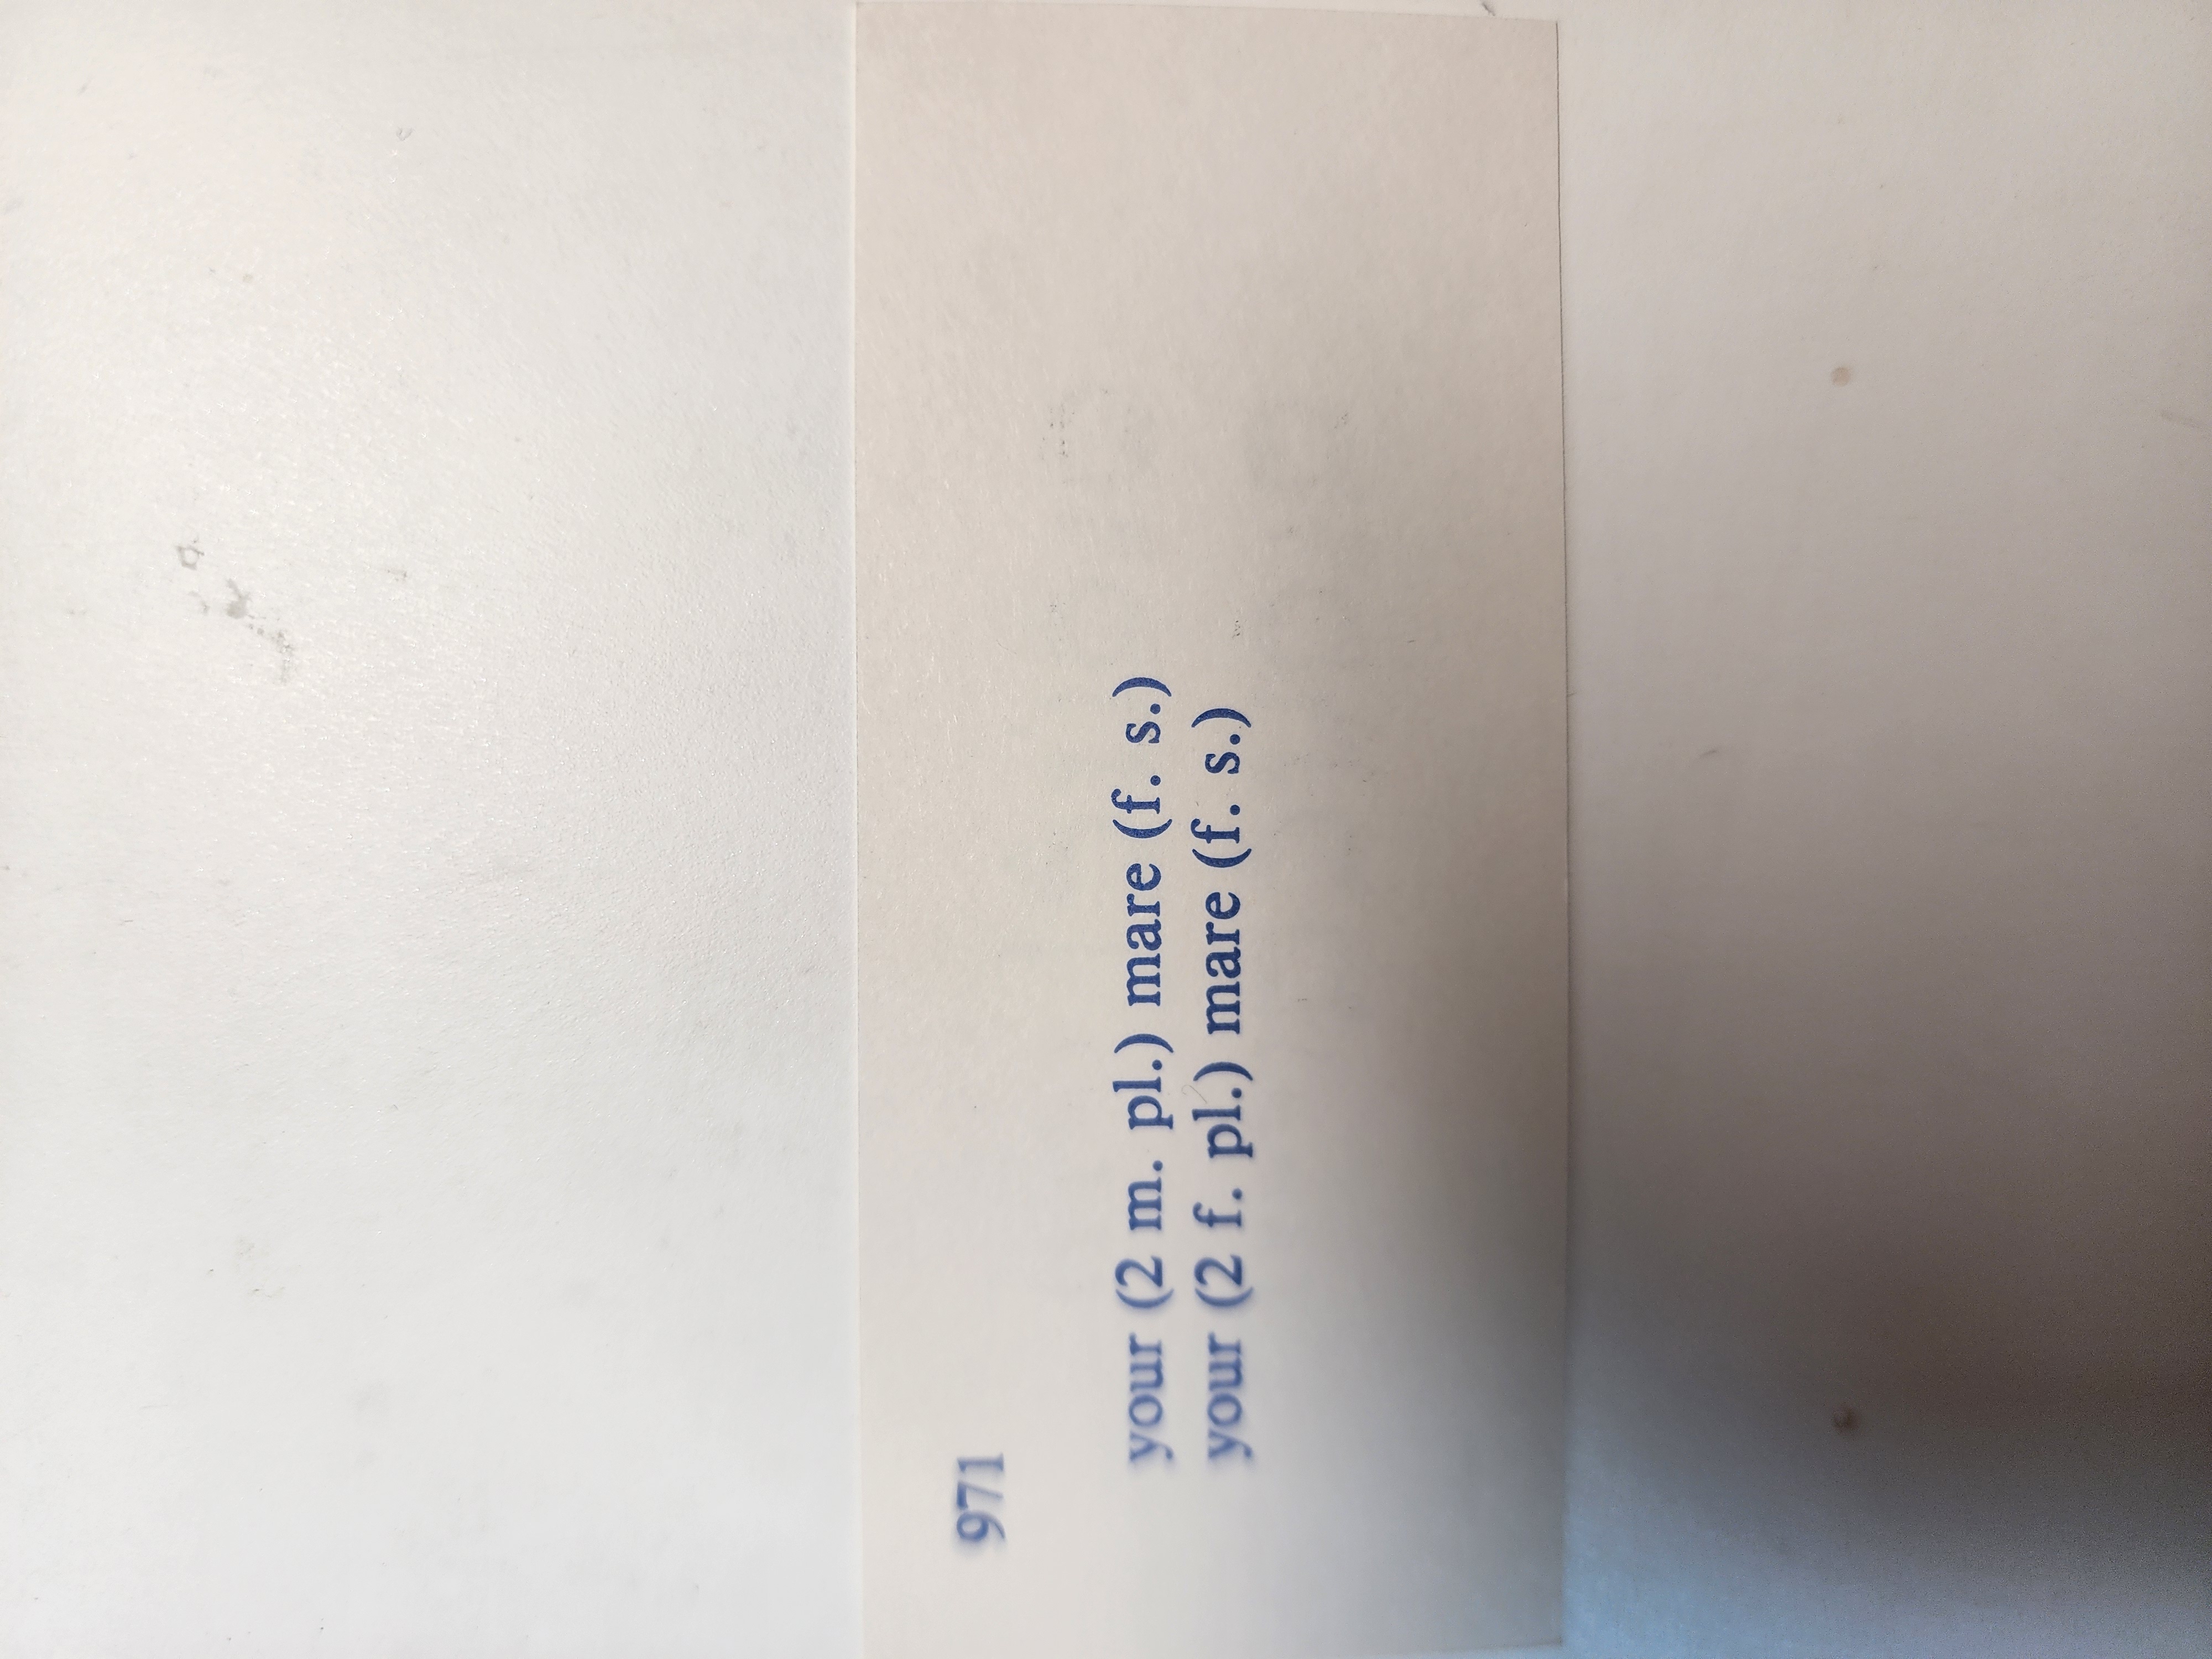 971
your (2 m. pl.) mare (f. s.)
your (2 f. pl.) mare (f. s.)